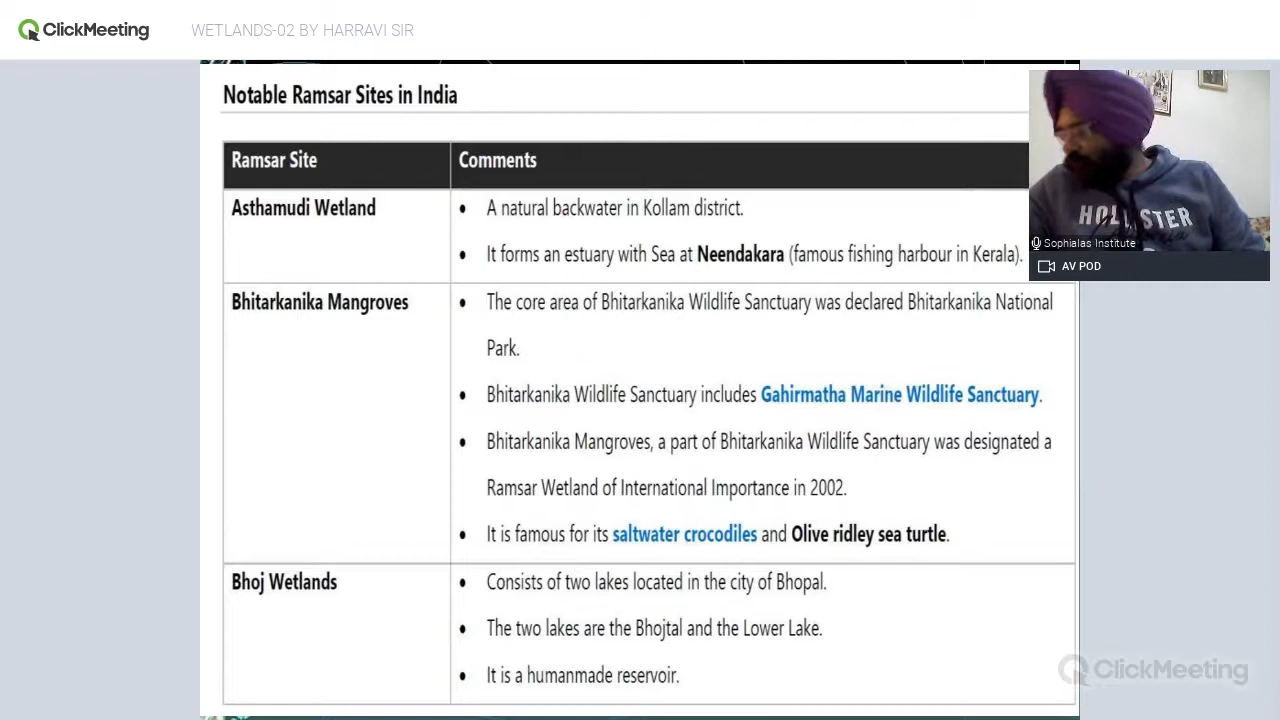 ClickMeeting
WETLANDS-02 BY HARRAVI SIR
Notable Ramsar Sites in India
Ramsar Site
Comments
Asthamudi Wetland
• A natural backwater in Kollam district.
• It forms an estuary with Sea at Neendakara (famous fishing harbour in Kerala).
Bhitarkanika Mangroves
• The core area of Bhitarkanika Wildlife Sanctuary was declared Bhitarkanika National
Park.
• Bhitarkanika Wildlife Sanctuary includes Gahirmatha Marine Wildlife Sanctuary.
• Bhitarkanika Mangroves, a part of Bhitarkanika Wildlife Sanctuary was designated a
Ramsar Wetland of International Importance in 2002.
• It is famous for its saltwater crocodiles and Olive ridley sea turtle.
Bhoj Wetlands
• Consists of two lakes located in the city of Bhopal.
• The two lakes are the Bhojtal and the Lower Lake.
• It is a humanmade reservoir.
HOLLISTER
Sophialas Institute
AV POD
ClickMeeting